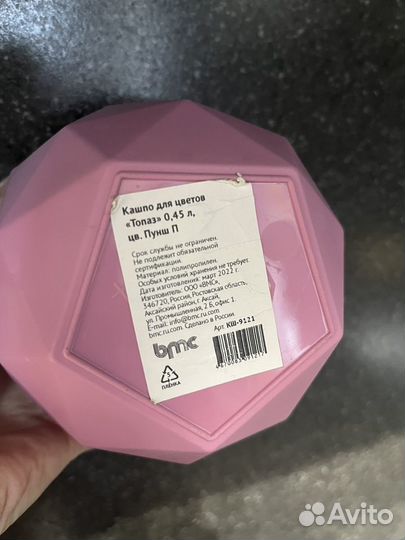 Кашпо для цветов
«Топаз» 0,45 л,
цв. Пунш П
Срок службы не ограничен.
Не подлежит обязательной
сертификации.
Материал: полипропилен.
Особых условий хранения не требует.
Дата изготовления: март 2022 г.
Изготовитель: ООО «ВМС»,
346720, Россия, Ростовская область,
Аксайский район, г. Аксай,
ул. Промышленная, 2 Б, офис 1.
E-mail: info@bmc-ru.com
bmc-ru.com. Сделано в России
Арт. КШ-9121
bmc
5
ПЛЁНКА
Avito